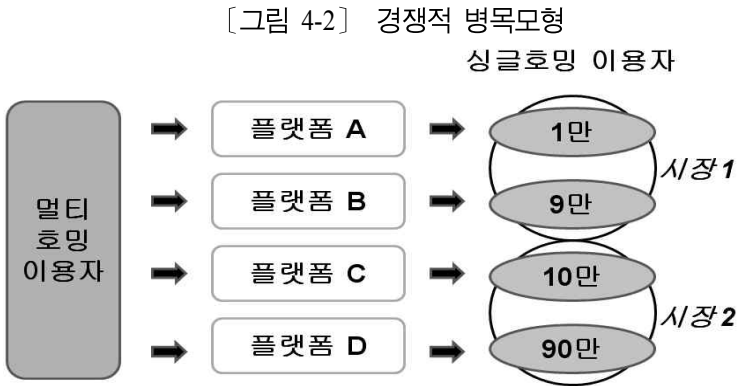 ［그림 4-2］ 경쟁적 병목모형
싱글호밍 이용자
멀티
호밍
이용자
플랫폼 A
1만
플랫폼 B
9만
시장1
플랫폼 C
10만
플랫폼 D
90만
시장2